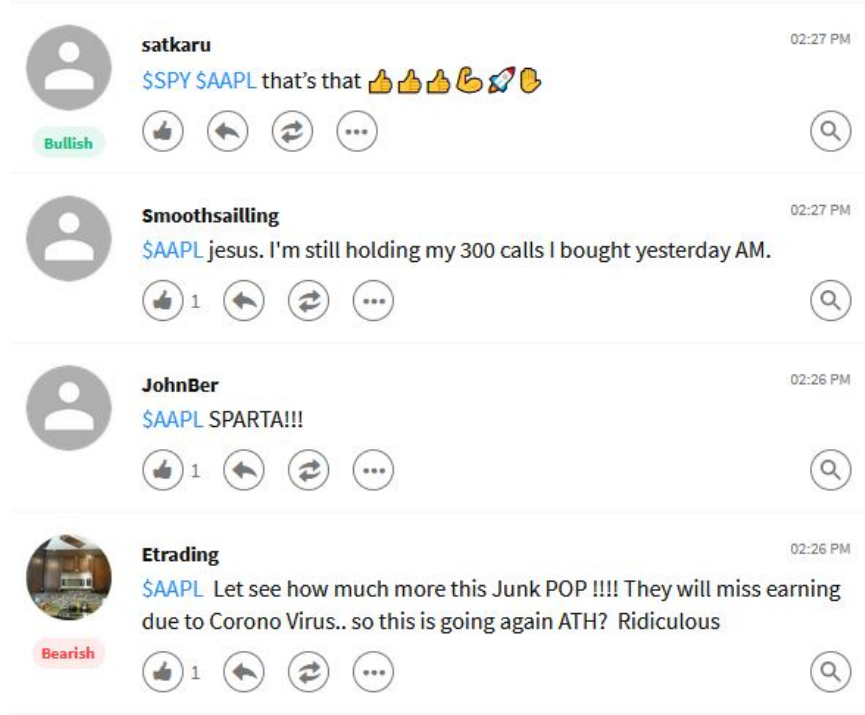 satkaru
02:27 PM
$SPY $AAPL that’s that 👍👍👍💪🚀✋
Bullish
Smoothsailling
02:27 PM
$AAPL jesus. I'm still holding my 300 calls I bought yesterday AM.
1
JohnBer
02:26 PM
$AAPL SPARTA!!!
1
Etrading
02:26 PM
$AAPL Let see how much more this Junk POP !!!! They will miss earning
due to Corono Virus.. so this is going again ATH? Ridiculous
Bearish
1